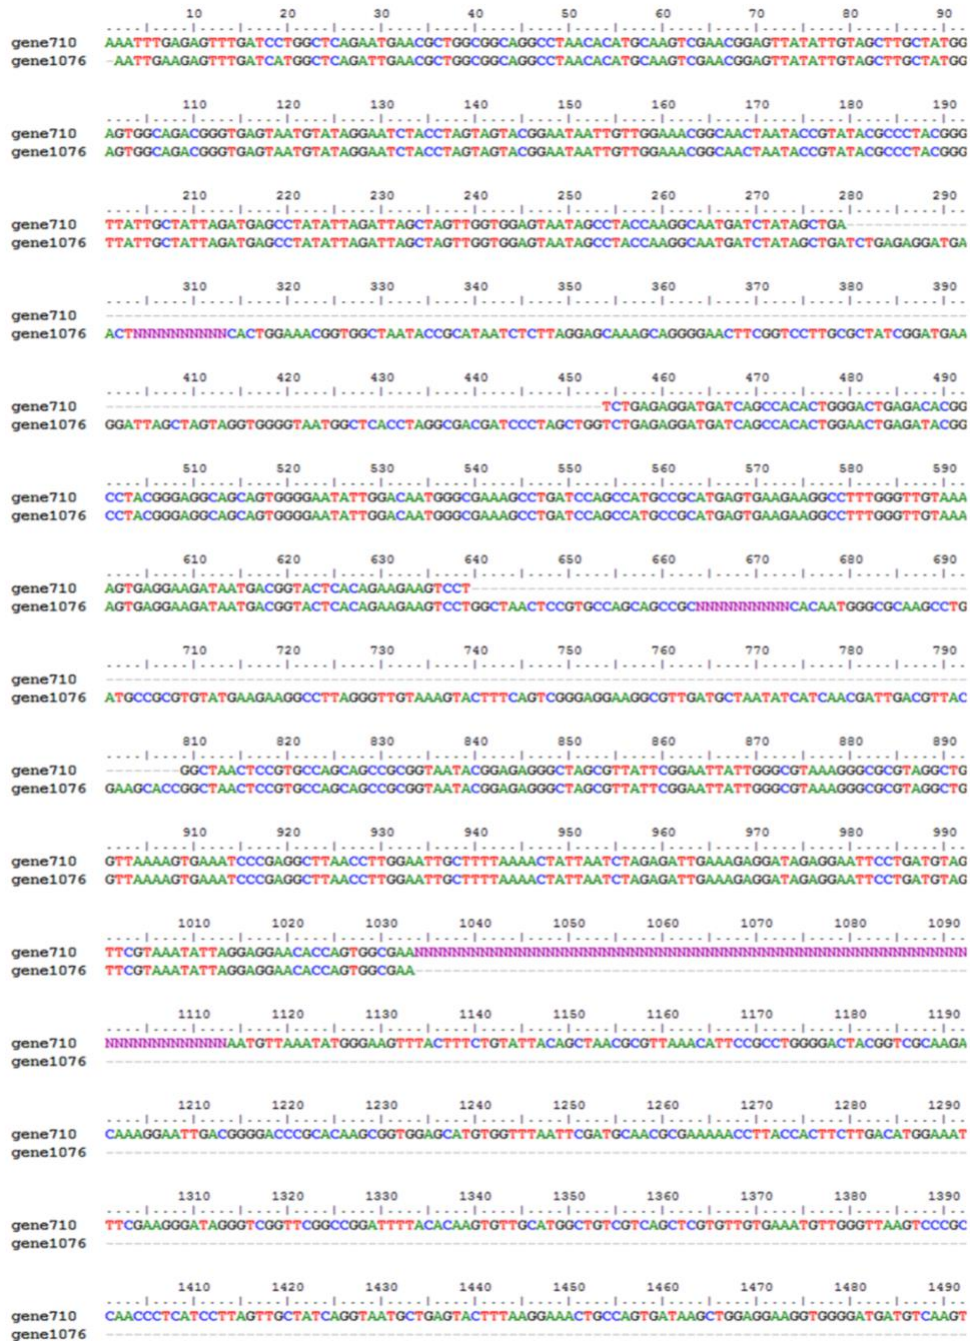 10 20 30 40 50 60 70 80 90
gene710 AAATTTGAGAGTTTGATCCTGGCTCAGAATGAACGCTGGCGGCAGGCCTAACACATGCAAGTCGAACGGAGTTATATTGTAGCTTGCTATGG
gene1076 -AATTGAAGAGTTTGATCATGGCTCAGATTGAACGCTGGCGGCAGGCCTAACACATGCAAGTCGAACGGAGTTATATTGTAGCTTGCTATGG
110 120 130 140 150 160 170 180 190
gene710 AGTGGCAGACGGGTGAGTAATGTATAGGAATCTACCTAGTAGTACGGAATAATTGTTGGAAACGGCAACTAATACCGTATACGCCCTACGGG
gene1076 AGTGGCAGACGGGTGAGTAATGTATAGGAATCTACCTAGTAGTACGGAATAATTGTTGGAAACGGCAACTAATACCGTATACGCCCTACGGG
210 220 230 240 250 260 270 280 290
gene710 TTATTGCTATTAGATGAGCCTATATTAGATTAGCTAGTTGGTGGAGTAATAGCCTACCAAGGCAATGATCTATAGCTGA-------------
gene1076 TTATTGCTATTAGATGAGCCTATATTAGATTAGCTAGTTGGTGGAGTAATAGCCTACCAAGGCAATGATCTATAGCTGATCTGAGAGGATGA
310 320 330 340 350 360 370 380 390
gene710
gene1076 ACTNNNNNNNNNNCACTGGAAACGGTGGCTAATACCGCATAATCTCTTAGGAGCAAAGCAGGGGAACTTCGGTCCTTGCGCTATCGGATGAA
410 420 430 440 450 460 470 480 490
gene710 -----------------------------------------------------TCTGAGAGGATGATCAGCCACACTGGGACTGAGACACGG
gene1076 GGATTAGCTAGTAGGTGGGGTAATGGCTCACCTAGGCGACGATCCCTAGCTGGTCTGAGAGGATGATCAGCCACACTGGAACTGAGATACGG
510 520 530 540 550 560 570 580 590
gene710 CCTACGGGAGGCAGCAGTGGGGAATATTGGACAATGGGCGAAAGCCTGATCCAGCCATGCCGCATGAGTGAAGAAGGCCTTTGGGTTGTAAA
gene1076 CCTACGGGAGGCAGCAGTGGGGAATATTGGACAATGGGCGAAAGCCTGATCCAGCCATGCCGCATGAGTGAAGAAGGCCTTTGGGTTGTAAA
610 620 630 640 650 660 670 680 690
gene710 AGTGAGGAAGATAATGACGGTACTCACAGAAGAAGTCCT-----------------------------------------------------
gene1076 AGTGAGGAAGATAATGACGGTACTCACAGAAGAAGTCCTGGCTAACTCCGTGCCAGCAGCCGCNNNNNNNNNNCACAATGGGCGCAAGCCTG
710 720 730 740 750 760 770 780 790
gene710
gene1076 ATGCCGCGTGTATGAAGAAGGCCTTAGGGTTGTAAAGTACTTTCAGTCGGGAGGAAGGCGTTGATGCTAATATCATCAACGATTGACGTTAC
810 820 830 840 850 860 870 880 890
gene710 --------GGCTAACTCCGTGCCAGCAGCCGCGGTAATACGGAGAGGGCTAGCGTTATTCGGAATTATTGGGCGTAAAGGGCGCGTAGGCTG
gene1076 GAAGCACCGGCTAACTCCGTGCCAGCAGCCGCGGTAATACGGAGAGGGCTAGCGTTATTCGGAATTATTGGGCGTAAAGGGCGCGTAGGCTG
910 920 930 940 950 960 970 980 990
gene710 GTTAAAAGTGAAATCCCGAGGCTTAACCTTGGAATTGCTTTTAAAACTATTAATCTAGAGATTGAAAGAGGATAGAGGAATTCCTGATGTAG
gene1076 GTTAAAAGTGAAATCCCGAGGCTTAACCTTGGAATTGCTTTTAAAACTATTAATCTAGAGATTGAAAGAGGATAGAGGAATTCCTGATGTAG
1010 1020 1030 1040 1050 1060 1070 1080 1090
gene710 TTCGTAAATATTAGGAGGAACACCAGTGGCGAANNNNNNNNNNNNNNNNNNNNNNNNNNNNNNNNNNNNNNNNNNNNNNNNNNNNNNNNNNN
gene1076 TTCGTAAATATTAGGAGGAACACCAGTGGCGAA-----------------------------------------------------------
1110 1120 1130 1140 1150 1160 1170 1180 1190
gene710 NNNNNNNNNNNNNAATGTTAAATATGGGAAGTTTACTTTCTGTATTACAGCTAACGCGTTAAACATTCCGCCTGGGGACTACGGTCGCAAGA
gene1076
1210 1220 1230 1240 1250 1260 1270 1280 1290
gene710 CAAAGGAATTGACGGGGACCCGCACAAGCGGTGGAGCATGTGGTTTAATTCGATGCAACGCGAAAAACCTTACCACTTCTTGACATGGAAAT
gene1076
1310 1320 1330 1340 1350 1360 1370 1380 1390
gene710 TTCGAAGGGATAGGGTCGGTTCGGCCGGATTTTACACAAGTGTTGCATGGCTGTCGTCAGCTCGTGTTGTGAAATGTTGGGTTAAGTCCCGC
gene1076
1410 1420 1430 1440 1450 1460 1470 1480 1490
gene710 CAACCCTCATCCTTAGTTGCTATCAGGTAATGCTGAGTACTTTAAGGAAACTGCCAGTGATAAGCTGGAGGAAGGTGGGGATGATGTCAAGT
gene1076